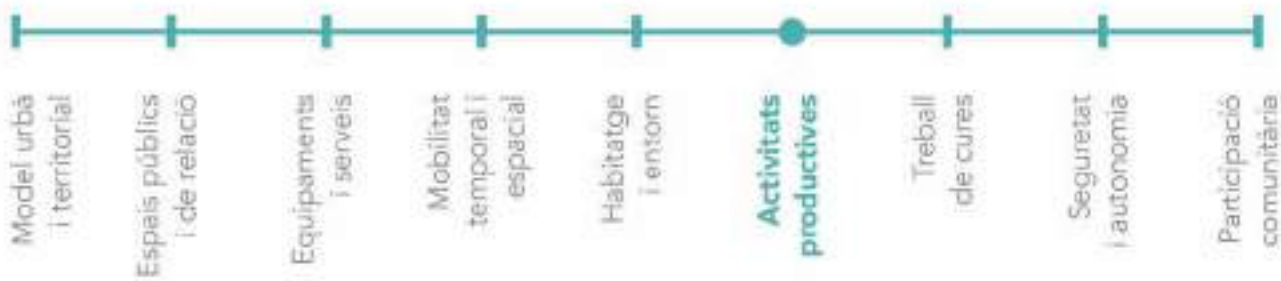 Model urbà
i territorial
Espais públics
i de relació
Equipaments
i serveis
Mobilitat
temporal i
espacial
Habitatge
i entorn
Activitats
productives
Treball
de cures
Seguretat
i autonomia
Participació
comunitària